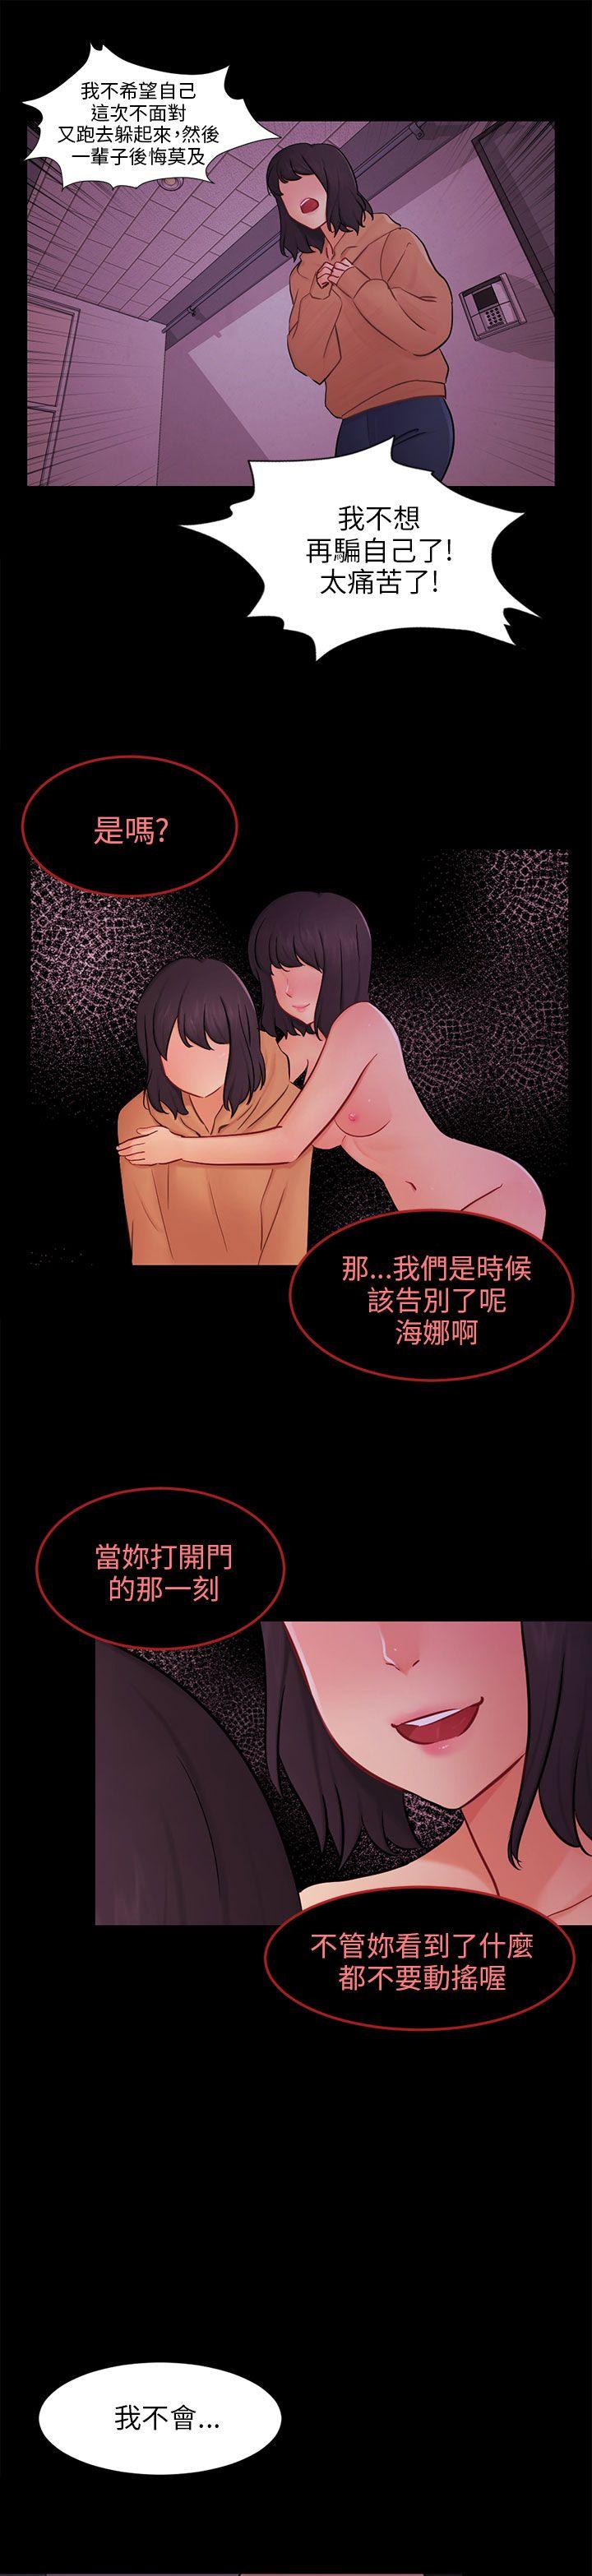 我不希望自己
這次不面對
又跑去躲起來，然後
一輩子後悔莫及
我不想
再騙自己了!
太痛苦了!
是嗎?
那...我們是時候
該告別了呢
海娜啊
當妳打開門
的那一刻
不管妳看到了什麼
都不要動搖喔
我不會...